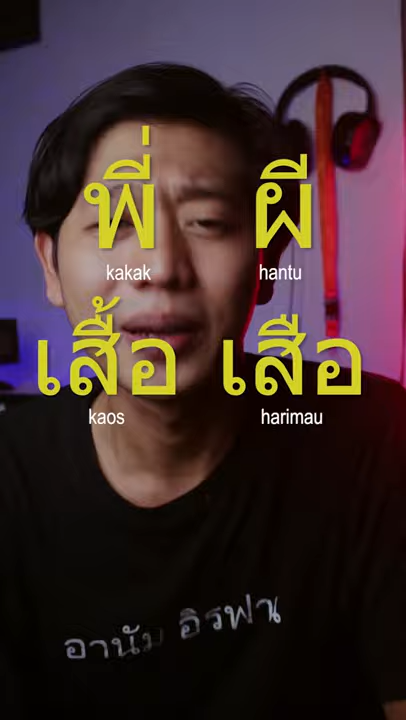 พี่ ผี
kakak hantu
เสื้อ เสือ
kaos harimau
อานัม อิรฟาน